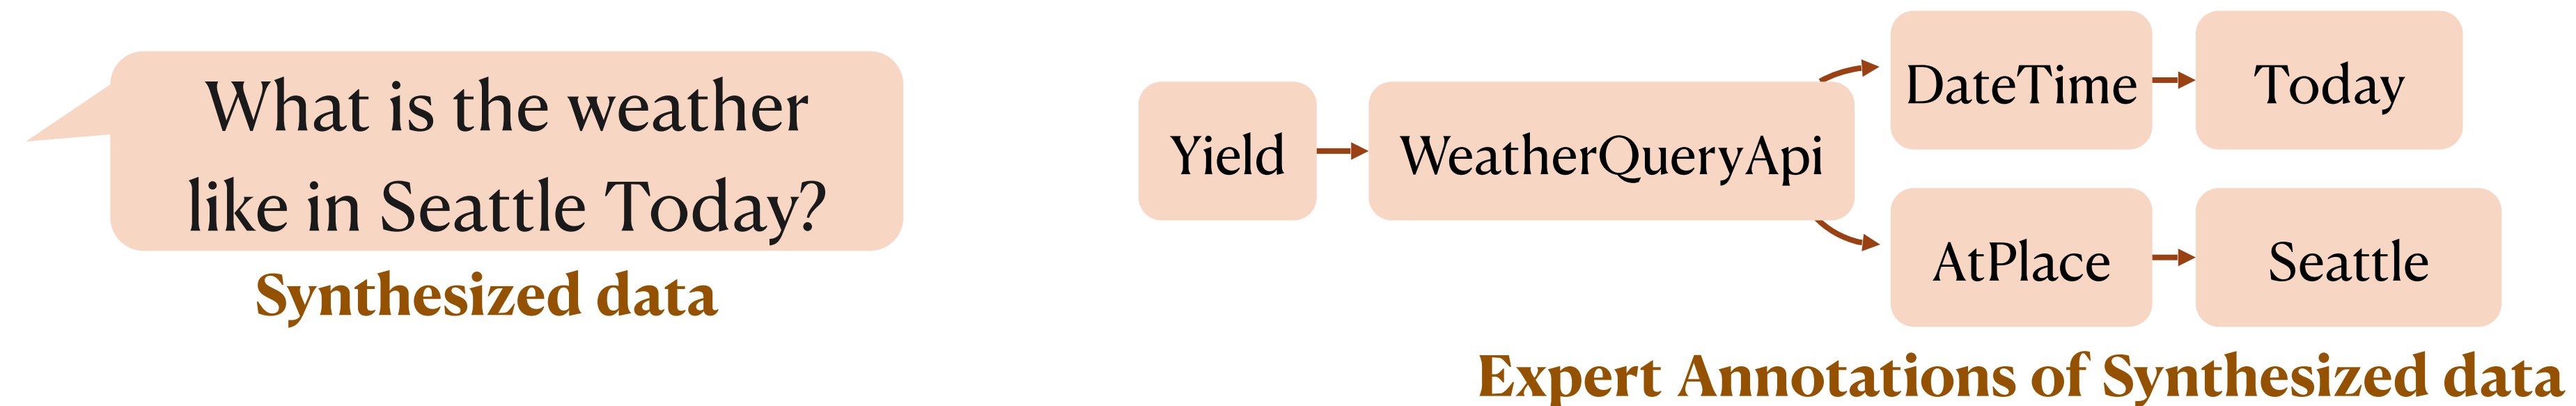 What is the weather
like in Seattle Today?
Synthesized data
Yield
WeatherQueryApi
DateTime
Today
AtPlace
Seattle
Expert Annotations of Synthesized data